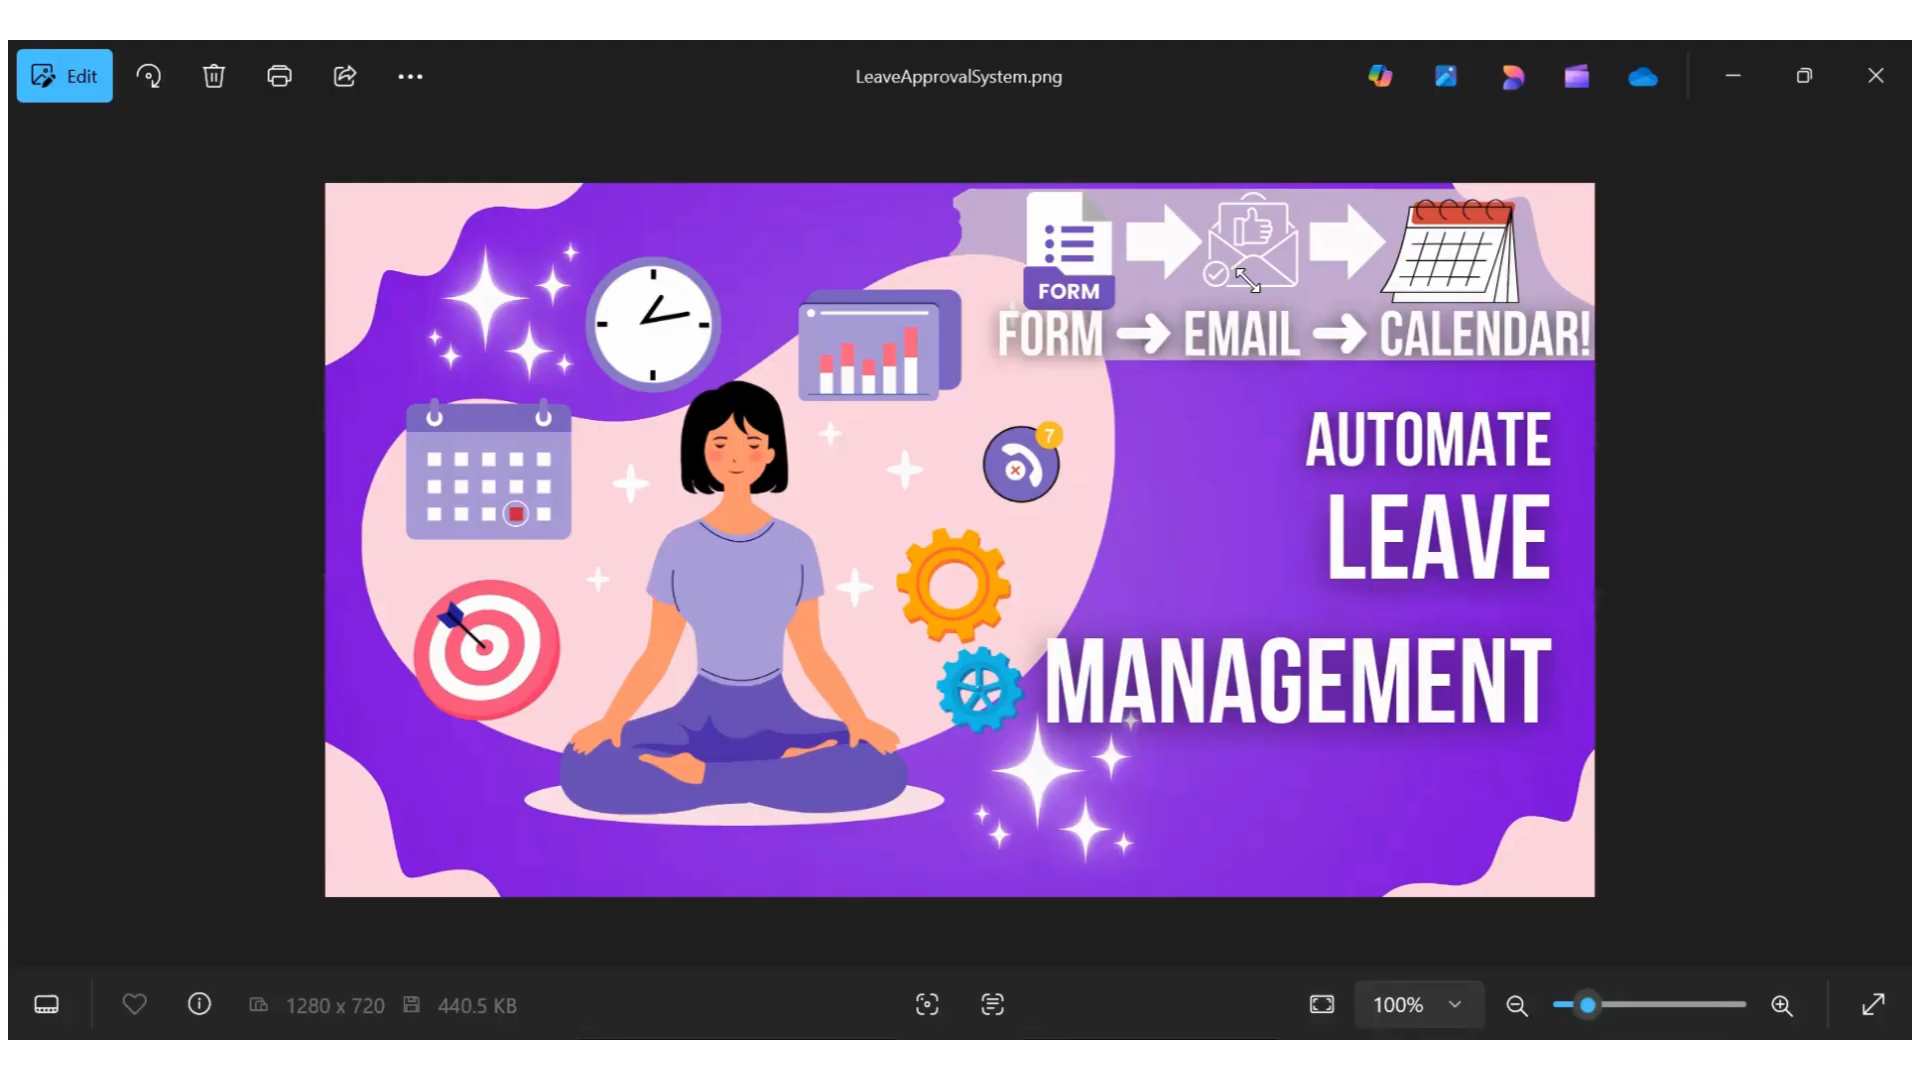 Edit
LeaveApprovalSystem.png
FORM
FORM → EMAIL → CALENDAR!
7
AUTOMATE
LEAVE
MANAGEMENT
1280 x 720
440.5 KB
100%